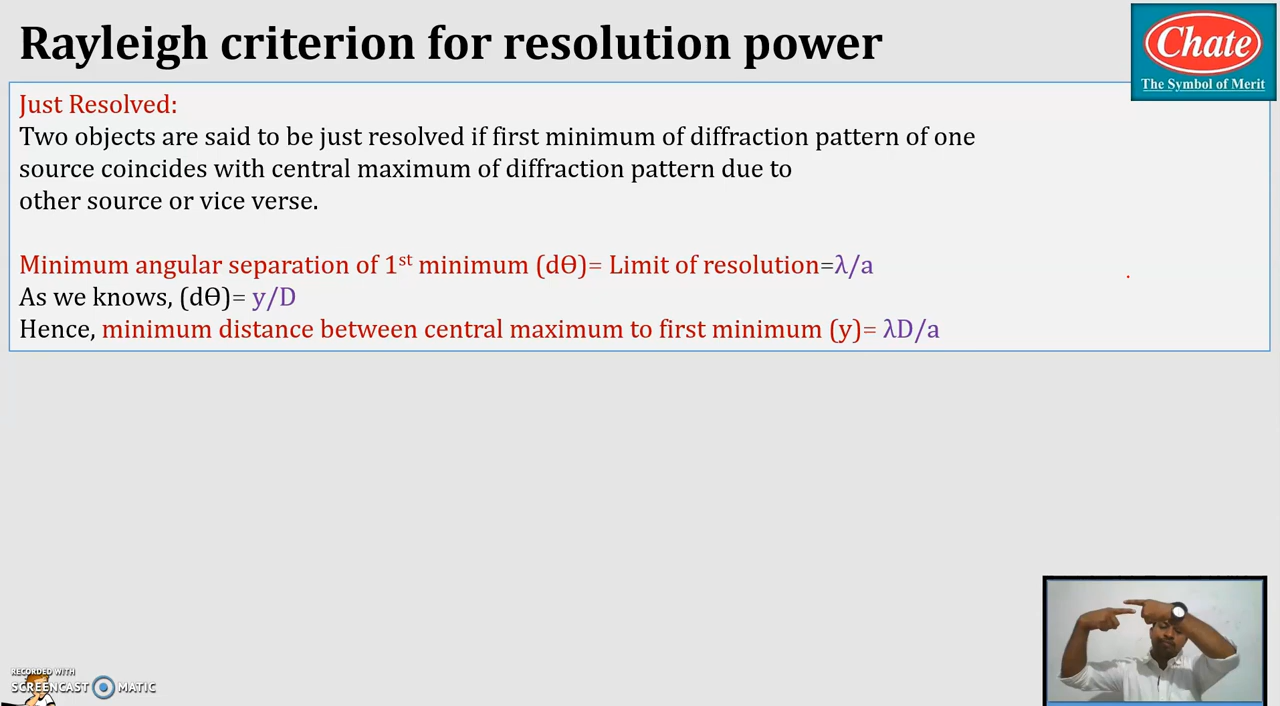 Rayleigh criterion for resolution power
Chate
The Symbol of Merit
Just Resolved:
Two objects are said to be just resolved if first minimum of diffraction pattern of one
source coincides with central maximum of diffraction pattern due to
other source or vice verse.
Minimum angular separation of 1st minimum (dϴ)= Limit of resolution=λ/a
As we knows, (dϴ)= y/D
Hence, minimum distance between central maximum to first minimum (y)= λD/a
RECORDED WITH
SCREENCAST MATIC